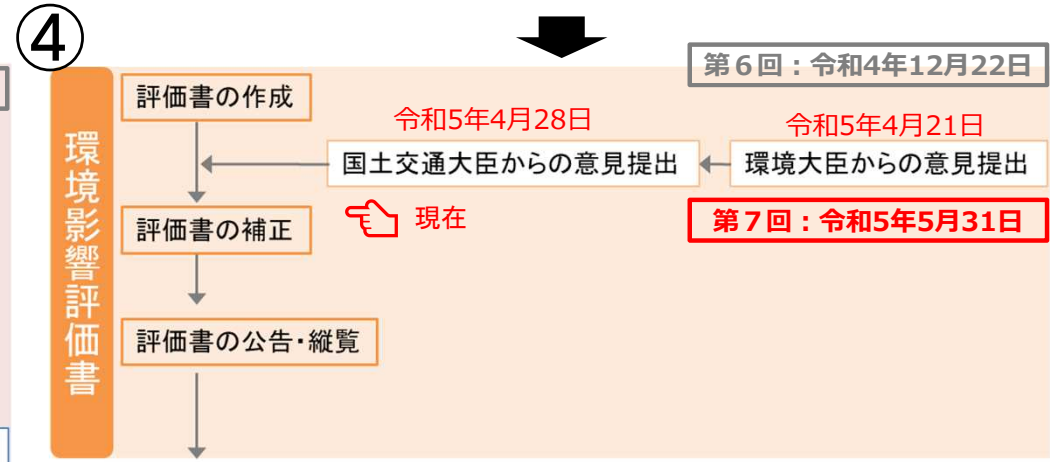 ④
第６回：令和4年12月22日
環境影響評価書
評価書の作成
令和5年4月28日
令和5年4月21日
国土交通大臣からの意見提出
環境大臣からの意見提出
現在
第７回：令和5年5月31日
評価書の補正
評価書の公告・縦覧